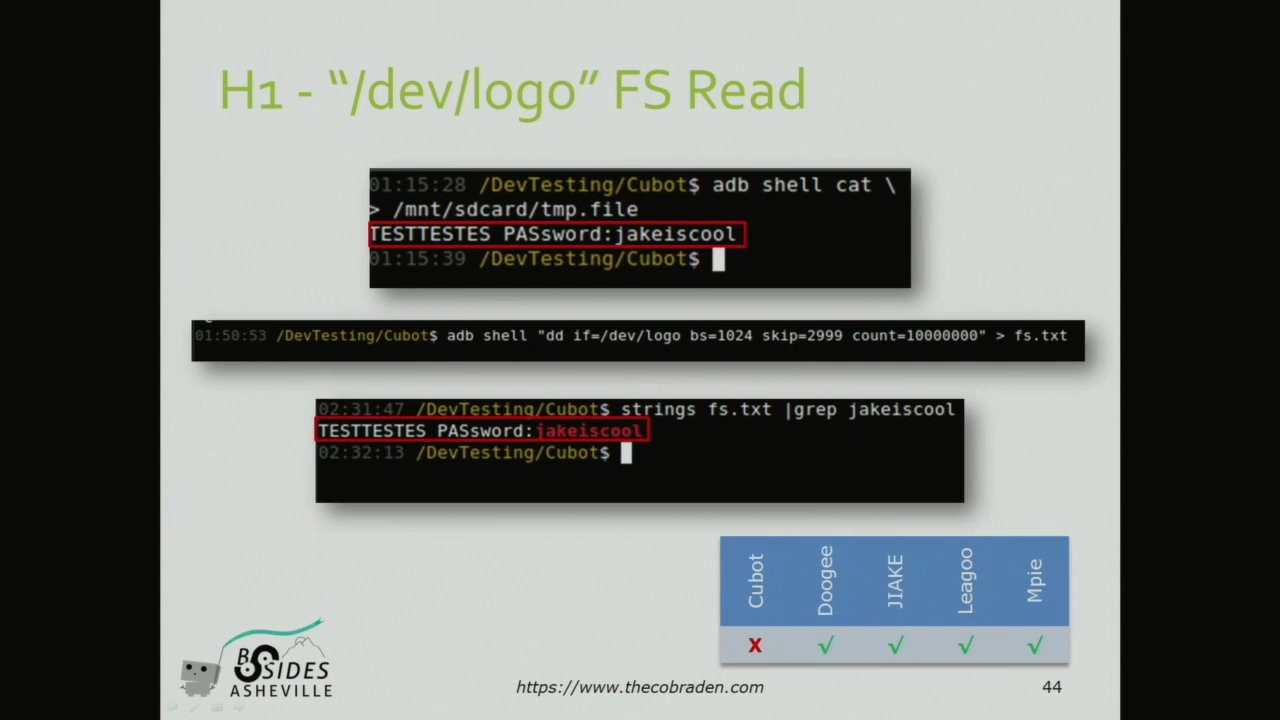 H1 - “/dev/logo” FS Read
01:15:28 /DevTesting/Cubot$ adb shell cat \
> /mnt/sdcard/tmp.file
TESTTESTES PASsword:jakeiscool
01:15:39 /DevTesting/Cubot$
01:50:53 /DevTesting/Cubot$ adb shell "dd if=/dev/logo bs=1024 skip=2999 count=10000000" > fs.txt
02:31:47 /DevTesting/Cubot$ strings fs.txt |grep jakeiscool
TESTTESTES PASsword:jakeiscool
02:32:13 /DevTesting/Cubot$
Cubot Doogee JIAKE Leagoo Mpie
X √ √ √ √
BSIDES
ASHEVILLE
https://www.thecobraden.com
44